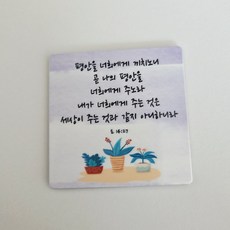 평안을 너희에게 끼치노니
곧 나의 평안을
너희에게 주노라
내가 너희에게 주는 것은
세상이 주는 것과 같지 아니하니라
요 14:27